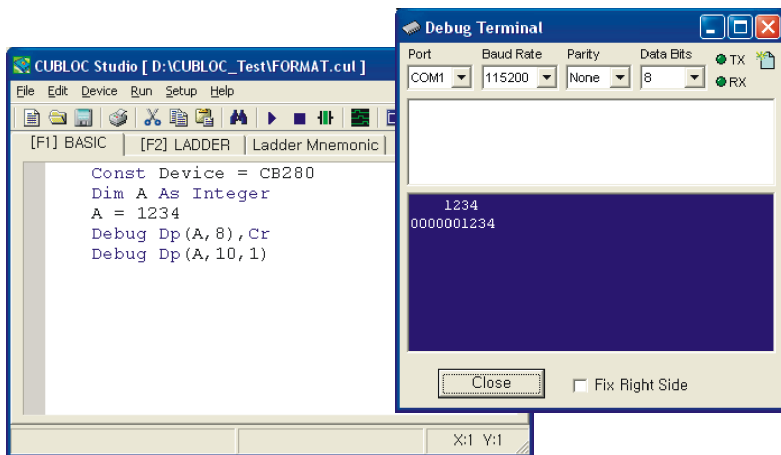 CUBLOC Studio [ D:\CUBLOC_Test\FORMAT.cul ]
File Edit Device Run Setup Help
[F1] BASIC [F2] LADDER Ladder Mnemonic
Const Device = CB280
Dim A As Integer
A = 1234
Debug Dp(A,8),Cr
Debug Dp(A,10,1)
X:1 Y:1
Debug Terminal
Port Baud Rate Parity Data Bits
TX
COM1 115200 None 8
RX
1234
0000001234
Close Fix Right Side